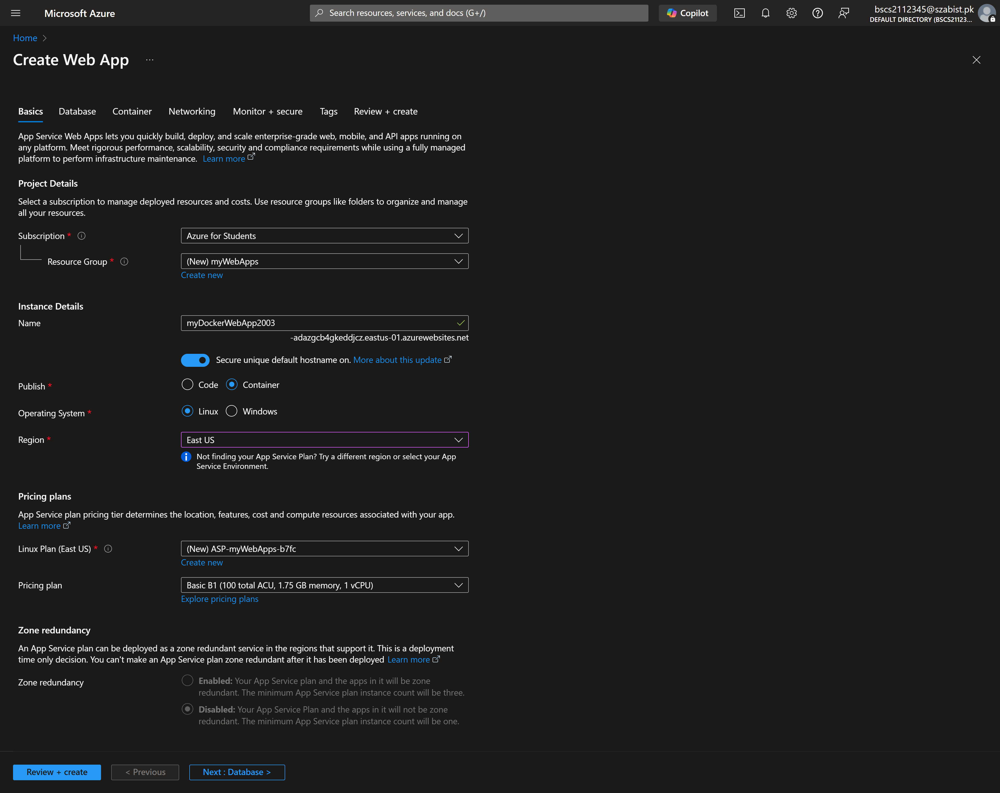 Microsoft Azure
Search resources, services, and docs (G+/)
Copilot
bscs2112345@szabist.pk
DEFAULT DIRECTORY (BSCS21123...
Home
Create Web App
...
Basics
Database
Container
Networking
Monitor + secure
Tags
Review + create
App Service Web Apps lets you quickly build, deploy, and scale enterprise-grade web, mobile, and API apps running on
any platform. Meet rigorous performance, scalability, security and compliance requirements while using a fully managed
platform to perform infrastructure maintenance. Learn more
Project Details
Select a subscription to manage deployed resources and costs. Use resource groups like folders to organize and manage
all your resources.
Subscription *
Azure for Students
Resource Group *
(New) myWebApps
Create new
Instance Details
Name
myDockerWebApp2003
-adazgcb4gkeddjcz.eastus-01.azurewebsites.net
Secure unique default hostname on. More about this update
Publish *
Code
Container
Operating System *
Linux
Windows
Region *
East US
Not finding your App Service Plan? Try a different region or select your App
Service Environment.
Pricing plans
App Service plan pricing tier determines the location, features, cost and compute resources associated with your app.
Learn more
Linux Plan (East US) *
(New) ASP-myWebApps-b7fc
Create new
Pricing plan
Basic B1 (100 total ACU, 1.75 GB memory, 1 vCPU)
Explore pricing plans
Zone redundancy
An App Service plan can be deployed as a zone redundant service in the regions that support it. This is a deployment
time only decision. You can't make an App Service plan zone redundant after it has been deployed Learn more
Zone redundancy
Enabled: Your App Service plan and the apps in it will be zone
redundant. The minimum App Service plan instance count will be three.
Disabled: Your App Service Plan and the apps in it will not be zone
redundant. The minimum App Service plan instance count will be one.
Review + create
< Previous
Next : Database >